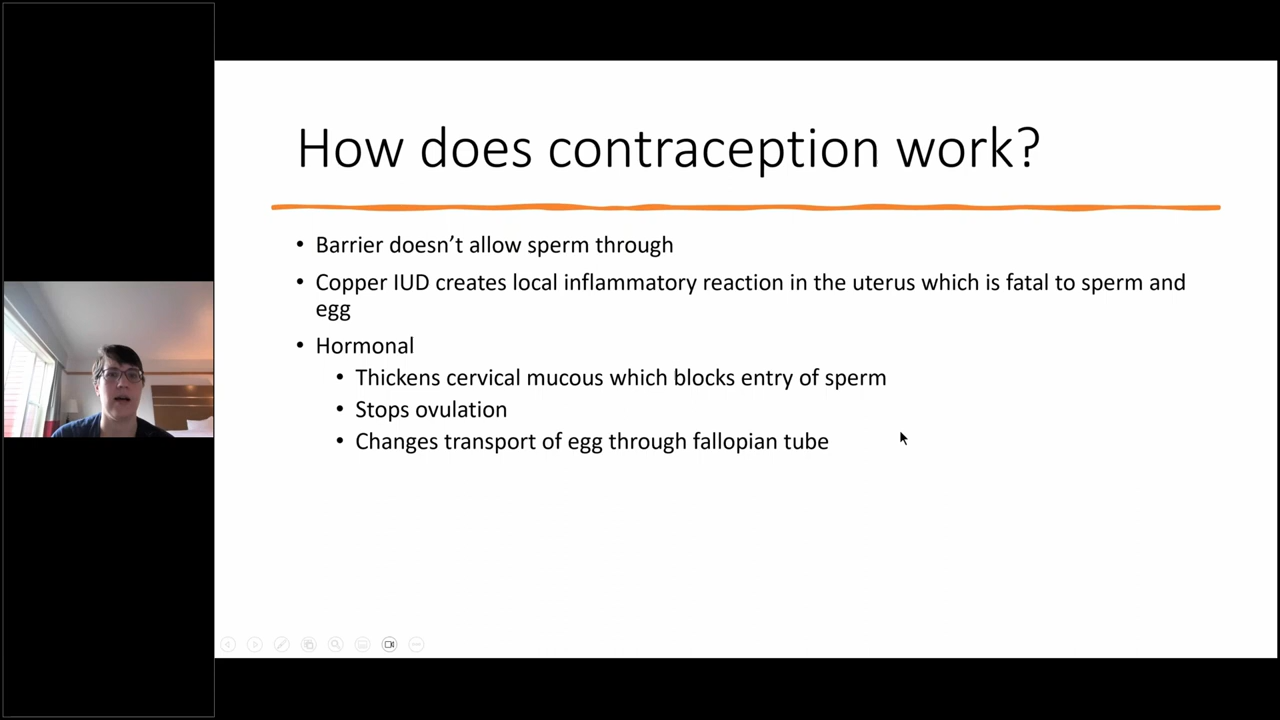 How does contraception work?
• Barrier doesn’t allow sperm through
• Copper IUD creates local inflammatory reaction in the uterus which is fatal to sperm and
egg
• Hormonal
• Thickens cervical mucous which blocks entry of sperm
• Stops ovulation
• Changes transport of egg through fallopian tube